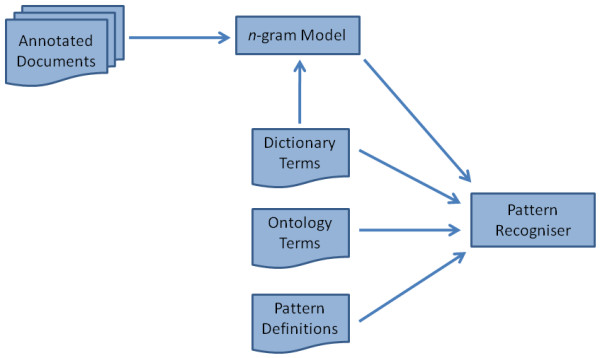 Annotated
Documents
n-gram Model
Dictionary
Terms
Ontology
Terms
Pattern
Definitions
Pattern
Recogniser